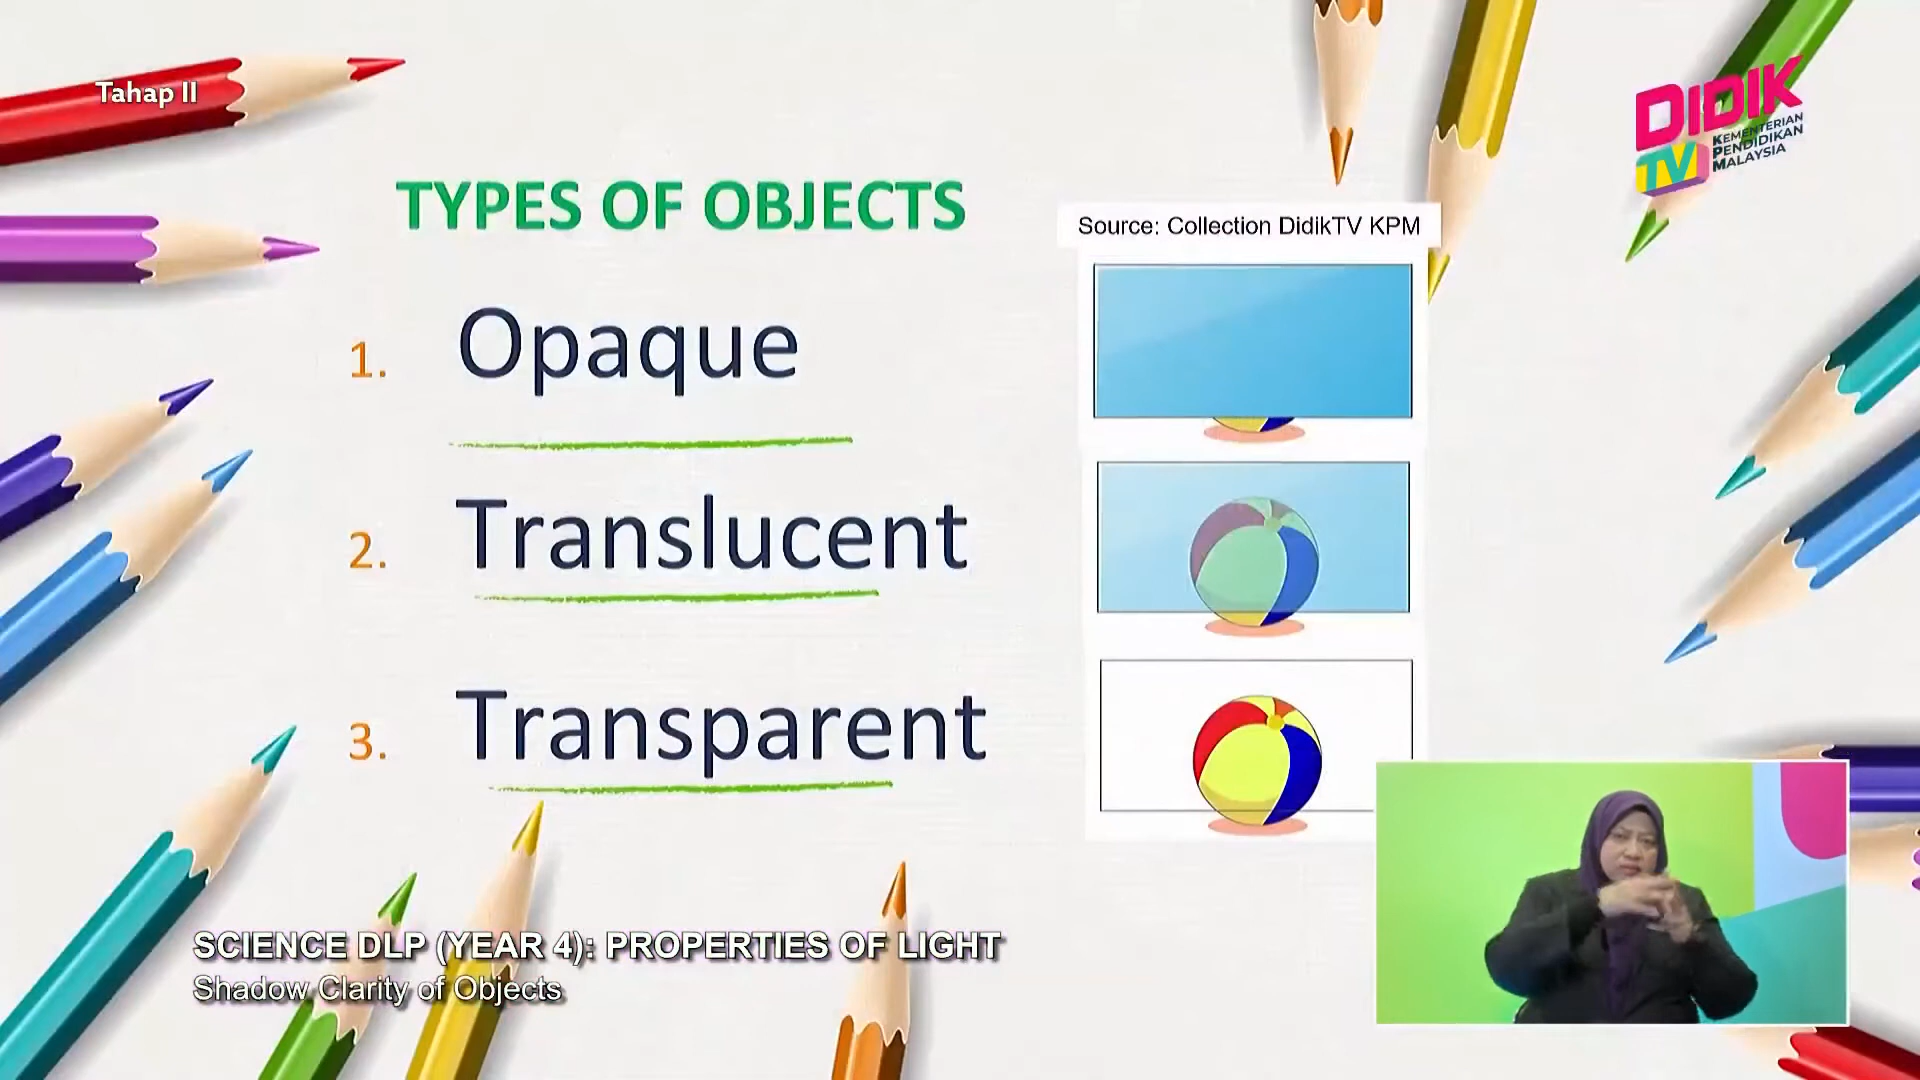 Tahap II
DIDIK
TV
KEMENTERIAN
PENDIDIKAN
MALAYSIA
TYPES OF OBJECTS
Source: Collection DidikTV KPM
1. Opaque
2. Translucent
3. Transparent
SCIENCE DLP (YEAR 4): PROPERTIES OF LIGHT
Shadow Clarity of Objects